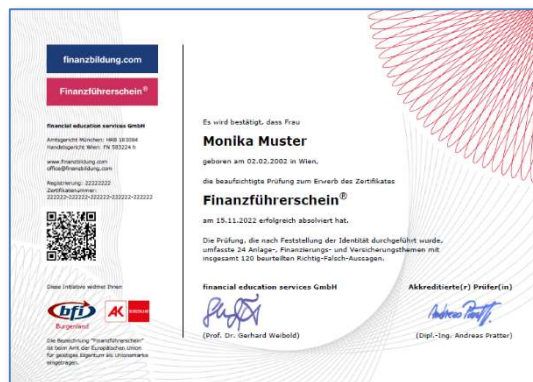 finanzbildung.com
Finanzführerschein®
financial education services GmbH
Amtsgericht München: HRB 183084
Handelsgericht Wien: FN 503224 h
www.finanzbildung.com
office@finanzbildung.com
Registrierung: 22222222
Zertifikatsnummer:
222222-222222-222222-222222-222222
Diese Initiative widmet Ihnen
bfi
Burgenland
AK
Die Bezeichnung "Finanzführerschein"
ist beim Amt der Europäischen Union
für geistiges Eigentum als Unionsmarke
eingetragen.
Es wird bestätigt, dass Frau
Monika Muster
geboren am 02.02.2002 in Wien,
die beaufsichtigte Prüfung zum Erwerb des Zertifikates
Finanzführerschein®
am 15.11.2022 erfolgreich absolviert hat.
Die Prüfung, die nach Feststellung der Identität durchgeführt wurde,
umfasste 24 Anlage-, Finanzierungs- und Versicherungsthemen mit
insgesamt 120 beurteilten Richtig-Falsch-Aussagen.
financial education services GmbH
Akkreditierte(r) Prüfer(in)
(Prof. Dr. Gerhard Weibold)
(Dipl.-Ing. Andreas Pratter)